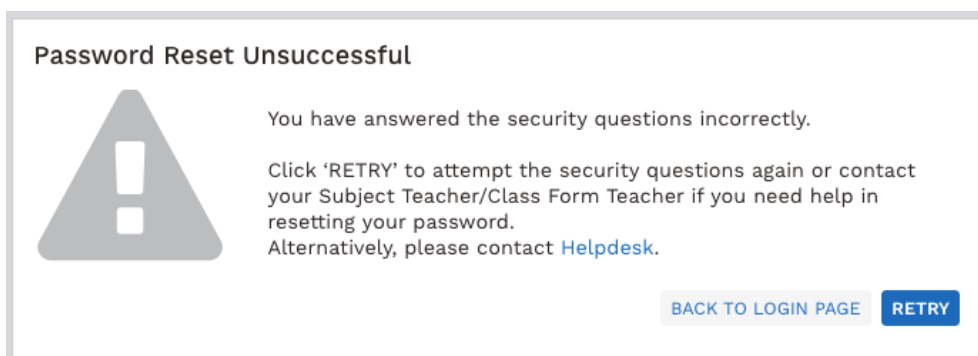 Password Reset Unsuccessful
You have answered the security questions incorrectly.
Click ‘RETRY’ to attempt the security questions again or contact
your Subject Teacher/Class Form Teacher if you need help in
resetting your password.
Alternatively, please contact Helpdesk.
BACK TO LOGIN PAGE RETRY